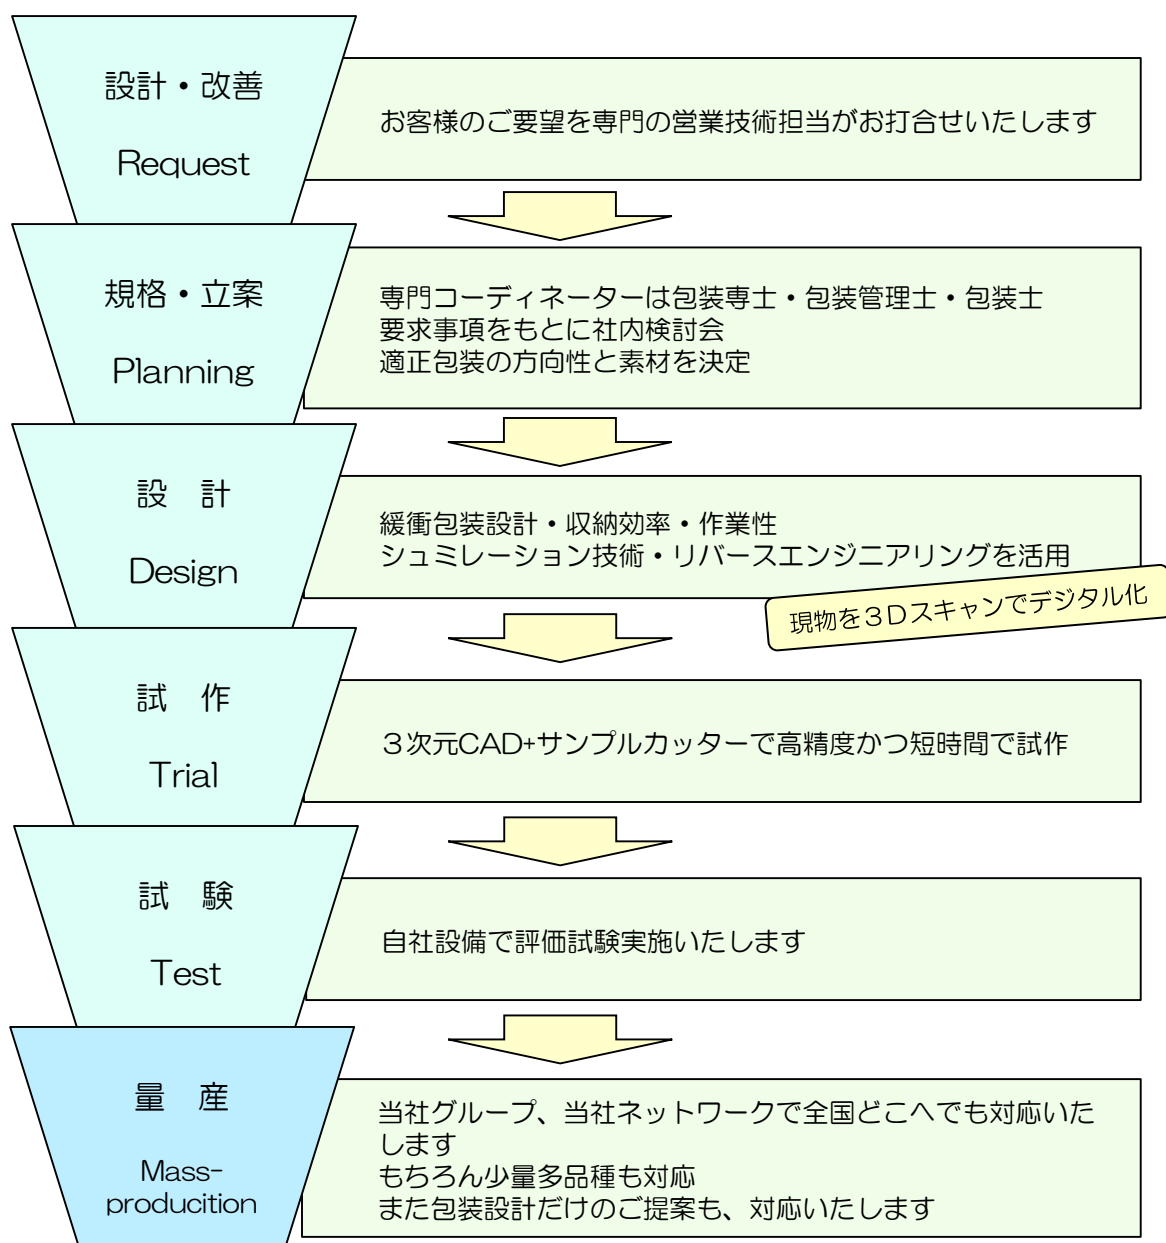 設計・改善
Request
お客様のご要望を専門の営業技術担当がお打合せいたします
規格・立案
Planning
専門コーディネーターは包装専士・包装管理士・包装士
要求事項をもとに社内検討会
適正包装の方向性と素材を決定
設　計
Design
緩衝包装設計・収納効率・作業性
シュミレーション技術・リバースエンジニアリングを活用
現物を３Ｄスキャンでデジタル化
試　作
Trial
３次元CAD+サンプルカッターで高精度かつ短時間で試作
試　験
Test
自社設備で評価試験実施いたします
量　産
Mass-
producition
当社グループ、当社ネットワークで全国どこへでも対応いた
します
もちろん少量多品種も対応
また包装設計だけのご提案も、対応いたします